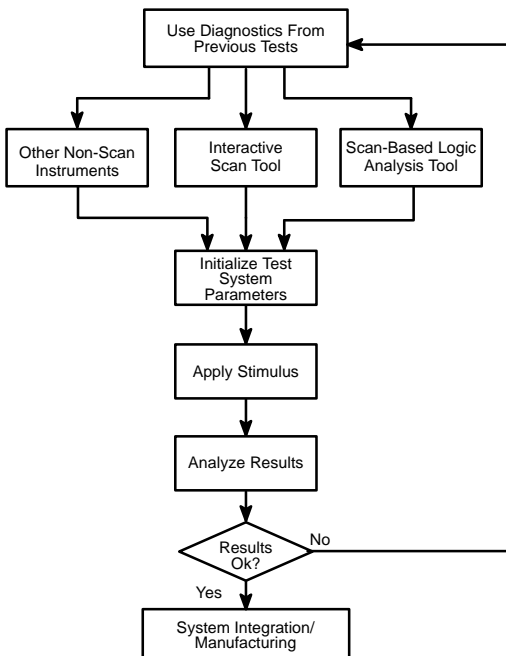 Use Diagnostics From
Previous Tests
Other Non-Scan
Instruments
Interactive
Scan Tool
Scan-Based Logic
Analysis Tool
Initialize Test
System
Parameters
Apply Stimulus
Analyze Results
Results
Ok?
No
Yes
System Integration/
Manufacturing